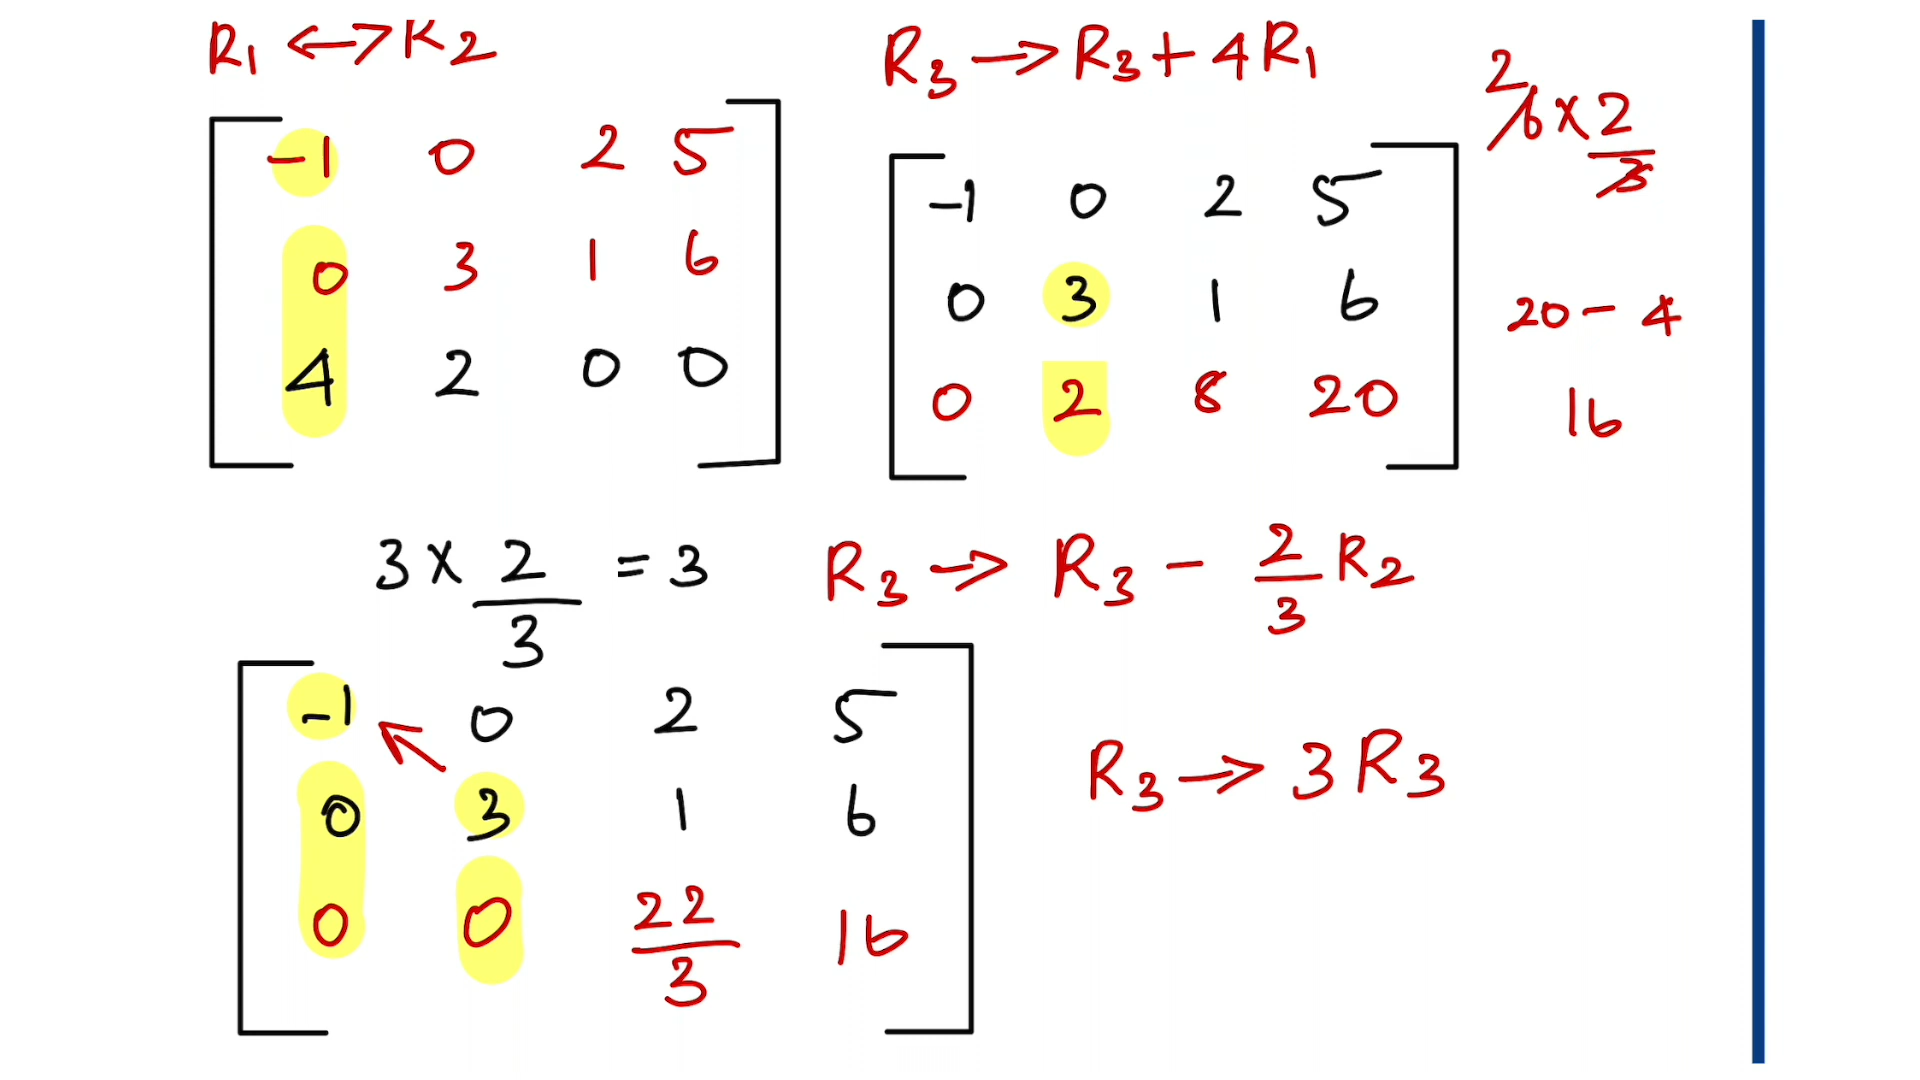 R1 ↔ R2
-1 0 2 5
0 3 1 6
4 2 0 0
R3 → R3 + 4R1
-1 0 2 5
0 3 1 6
0 2 8 20
2
6 × 2/3
20 - 4
16
3 × 2/3 = 3
R3 → R3 - 2/3 R2
-1 0 2 5
0 3 1 6
0 0 22/3 16
R3 → 3R3